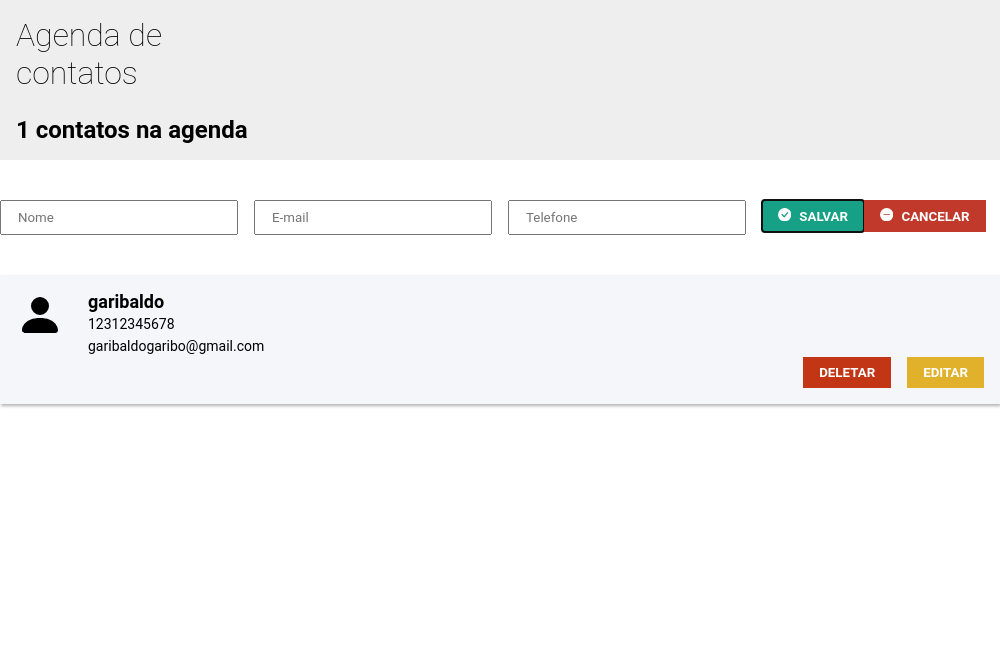 Agenda de
contatos
1 contatos na agenda
Nome E-mail Telefone SALVAR CANCELAR
garibaldo
12312345678
garibaldogaribo@gmail.com
DELETAR EDITAR